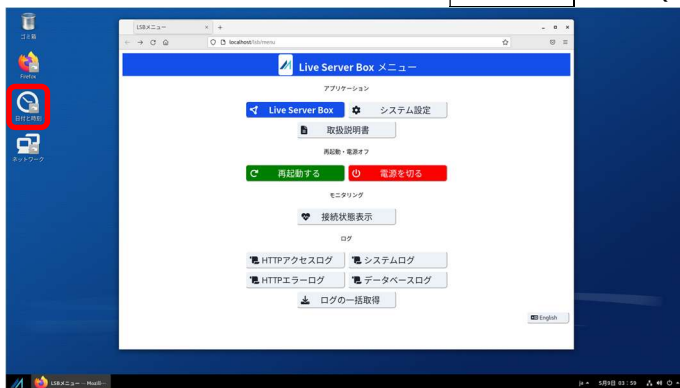 ゴミ箱
Firefox
日付と時刻
ネットワーク
LSBメニュー
localhost/lsb/menu
Live Server Box メニュー
アプリケーション
Live Server Box
システム設定
取扱説明書
再起動・電源オフ
再起動する
電源を切る
モニタリング
接続状態表示
ログ
HTTPアクセスログ
システムログ
HTTPエラーログ
データベースログ
ログの一括取得
English
LSBメニュー — Mozill…
ja
5月9日 03:59